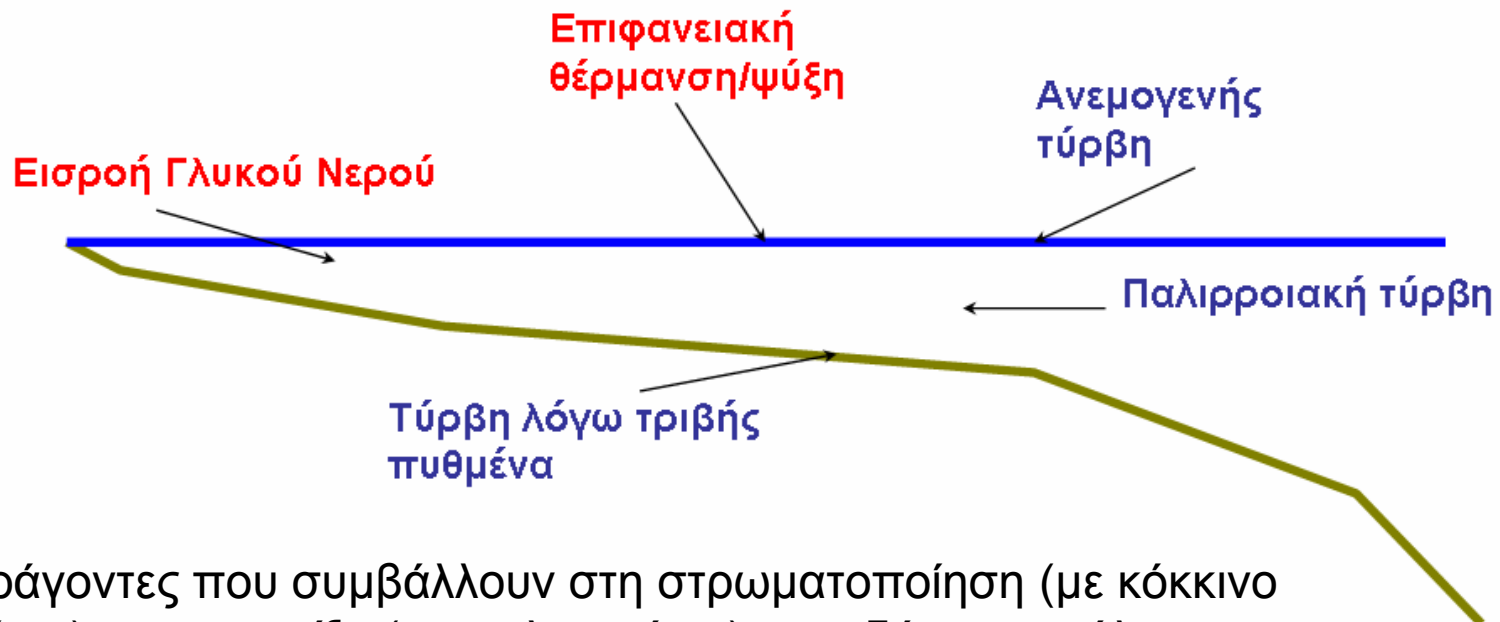 Επιφανειακή
θέρμανση/ψύξη
Ανεμογενής
τύρβη
Εισροή Γλυκού Νερού
Παλιρροιακή τύρβη
Τύρβη λόγω τριβής
πυθμένα
ράγοντες που συμβάλλουν στη στρωματοποίηση (με κόκκινο